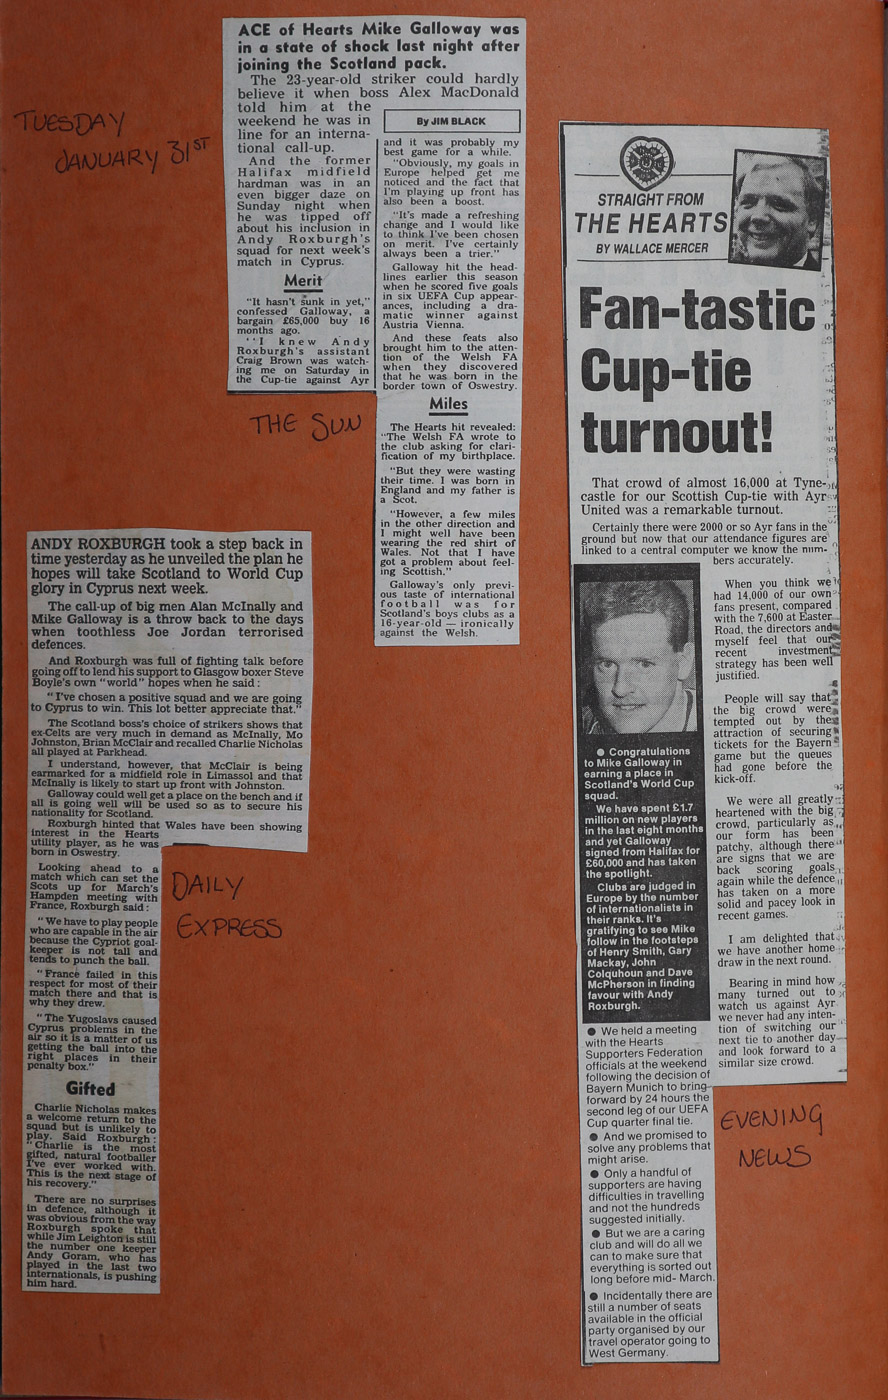 TUESDAY
JANUARY 31ST
ACE of Hearts Mike Galloway was
in a state of shock last night after
joining the Scotland pack.
The 23-year-old striker could hardly
believe it when boss Alex MacDonald
told him at the
weekend he was in
line for an interna-
tional call-up.
And the former
Halifax midfield
hardman was in an
even bigger daze on
Sunday night when
he was tipped off
about his inclusion in
Andy Roxburgh's
squad for next week's
match in Cyprus.
Merit
"It hasn't sunk in yet,"
confessed Galloway, a
bargain £65,000 buy 16
months ago.
"I knew Andy
Roxburgh's assistant
Craig Brown was watch-
ing me on Saturday in
the Cup-tie against Ayr
By JIM BLACK
and it was probably my
best game for a while.
"Obviously, my goals in
Europe helped get me
noticed and the fact that
I'm playing up front has
also been a boost.
"It's made a refreshing
change and I would like
to think I've been chosen
on merit. I've certainly
always been a trier."
Galloway hit the head-
lines earlier this season
when he scored five goals
in six UEFA Cup appear-
ances, including a dra-
matic winner against
Austria Vienna.
And these feats also
brought him to the atten-
tion of the Welsh FA
when they discovered
that he was born in the
border town of Oswestry.
Miles
The Hearts hit revealed:
"The Welsh FA wrote to
the club asking for clari-
fication of my birthplace.
"But they were wasting
their time. I was born in
England and my father is
a Scot.
"However, a few miles
in the other direction and
I might well have been
wearing the red shirt of
Wales. Not that I have
got a problem about feel-
ing Scottish."
Galloway's only previ-
ous taste of international
football was for
Scotland's boys clubs as a
16-year-old — ironically
against the Welsh.
THE SUN
ANDY ROXBURGH took a step back in
time yesterday as he unveiled the plan he
hopes will take Scotland to World Cup
glory in Cyprus next week.
The call-up of big men Alan McInally and
Mike Galloway is a throw back to the days
when toothless Joe Jordan terrorised
defences.
And Roxburgh was full of fighting talk before
going off to lend his support to Glasgow boxer Steve
Boyle's own "world" hopes when he said :
"I've chosen a positive squad and we are going
to Cyprus to win. This lot better appreciate that."
The Scotland boss's choice of strikers shows that
ex-Celts are very much in demand as McInally, Mo
Johnston, Brian McClair and recalled Charlie Nicholas
all played at Parkhead.
I understand, however, that McClair is being
earmarked for a midfield role in Limassol and that
McInally is likely to start up front with Johnston.
Galloway could well get a place on the bench and if
all is going well will be used so as to secure his
nationality for Scotland.
Roxburgh hinted that Wales have been showing
interest in the Hearts
utility player, as he was
born in Oswestry.
Looking ahead to a
match which can set the
Scots up for March's
Hampden meeting with
France, Roxburgh said :
"We have to play people
who are capable in the air
because the Cypriot goal-
keeper is not tall and
tends to punch the ball.
"France failed in this
respect for most of their
match there and that is
why they drew.
"The Yugoslavs caused
Cyprus problems in the
air so it is a matter of us
getting the ball into the
right places in their
penalty box."
Gifted
Charlie Nicholas makes
a welcome return to the
squad but is unlikely to
play. Said Roxburgh :
"Charlie is the most
gifted, natural footballer
I've ever worked with.
This is the next stage of
his recovery."
There are no surprises
in defence, although it
was obvious from the way
Roxburgh spoke that
while Jim Leighton is still
the number one keeper
Andy Goram, who has
played in the last two
internationals, is pushing
him hard.
DAILY
EXPRESS
STRAIGHT FROM
THE HEARTS
BY WALLACE MERCER
Fan-tastic
Cup-tie
turnout!
That crowd of almost 16,000 at Tyne-
castle for our Scottish Cup-tie with Ayr
United was a remarkable turnout.
Certainly there were 2000 or so Ayr fans in the
ground but now that our attendance figures are
linked to a central computer we know the num-
bers accurately.
When you think we
had 14,000 of our own
fans present, compared
with the 7,600 at Easter
Road, the directors and
myself feel that our
recent investment
strategy has been well
justified.
People will say that
the big crowd were
tempted out by the
attraction of securing
tickets for the Bayern
game but the queues
had gone before the
kick-off.
We were all greatly
heartened with the big
crowd, particularly as
our form has been
patchy, although there
are signs that we are
back scoring goals
again while the defence
has taken on a more
solid and pacey look in
recent games.
I am delighted that
we have another home
draw in the next round.
Bearing in mind how
many turned out to
watch us against Ayr
we never had any inten-
tion of switching our
next tie to another day
and look forward to a
similar size crowd.
● Congratulations
to Mike Galloway in
earning a place in
Scotland's World Cup
squad.
We have spent £1.7
million on new players
in the last eight months
and yet Galloway
signed from Halifax for
£60,000 and has taken
the spotlight.
Clubs are judged in
Europe by the number
of internationalists in
their ranks. It's
gratifying to see Mike
follow in the footsteps
of Henry Smith, Gary
Mackay, John
Colquhoun and Dave
McPherson in finding
favour with Andy
Roxburgh.
● We held a meeting
with the Hearts
Supporters Federation
officials at the weekend
following the decision of
Bayern Munich to bring
forward by 24 hours the
second leg of our UEFA
Cup quarter final tie.
● And we promised to
solve any problems that
might arise.
● Only a handful of
supporters are having
difficulties in travelling
and not the hundreds
suggested initially.
● But we are a caring
club and will do all we
can to make sure that
everything is sorted out
long before mid- March.
● Incidentally there are
still a number of seats
available in the official
party organised by our
travel operator going to
West Germany.
EVENING
NEWS